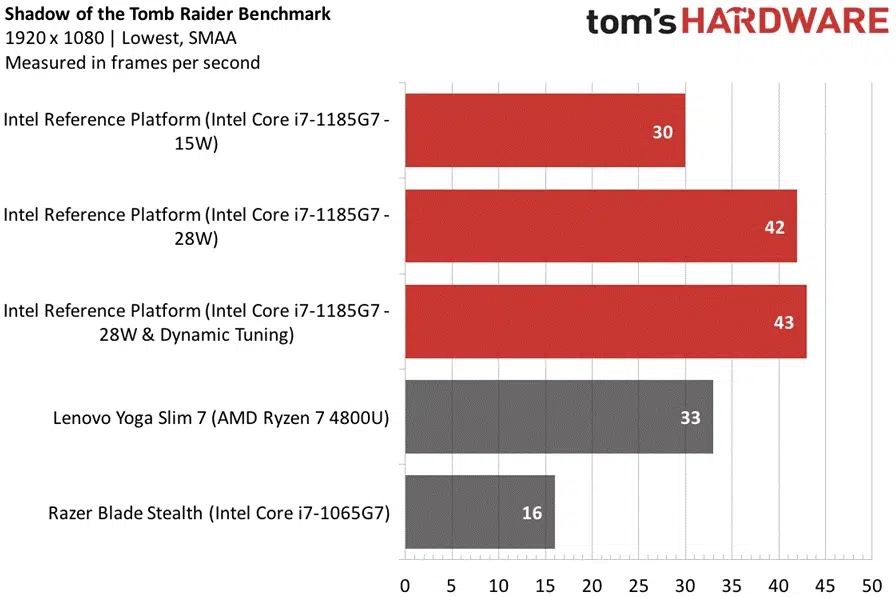 Shadow of the Tomb Raider Benchmark
1920 x 1080 | Lowest, SMAA
Measured in frames per second
tom's HARDWARE
Intel Reference Platform (Intel Core i7-1185G7 -
15W)
30
Intel Reference Platform (Intel Core i7-1185G7 -
28W)
42
Intel Reference Platform (Intel Core i7-1185G7 -
28W & Dynamic Tuning)
43
Lenovo Yoga Slim 7 (AMD Ryzen 7 4800U)
33
Razer Blade Stealth (Intel Core i7-1065G7)
16
0 5 10 15 20 25 30 35 40 45 50